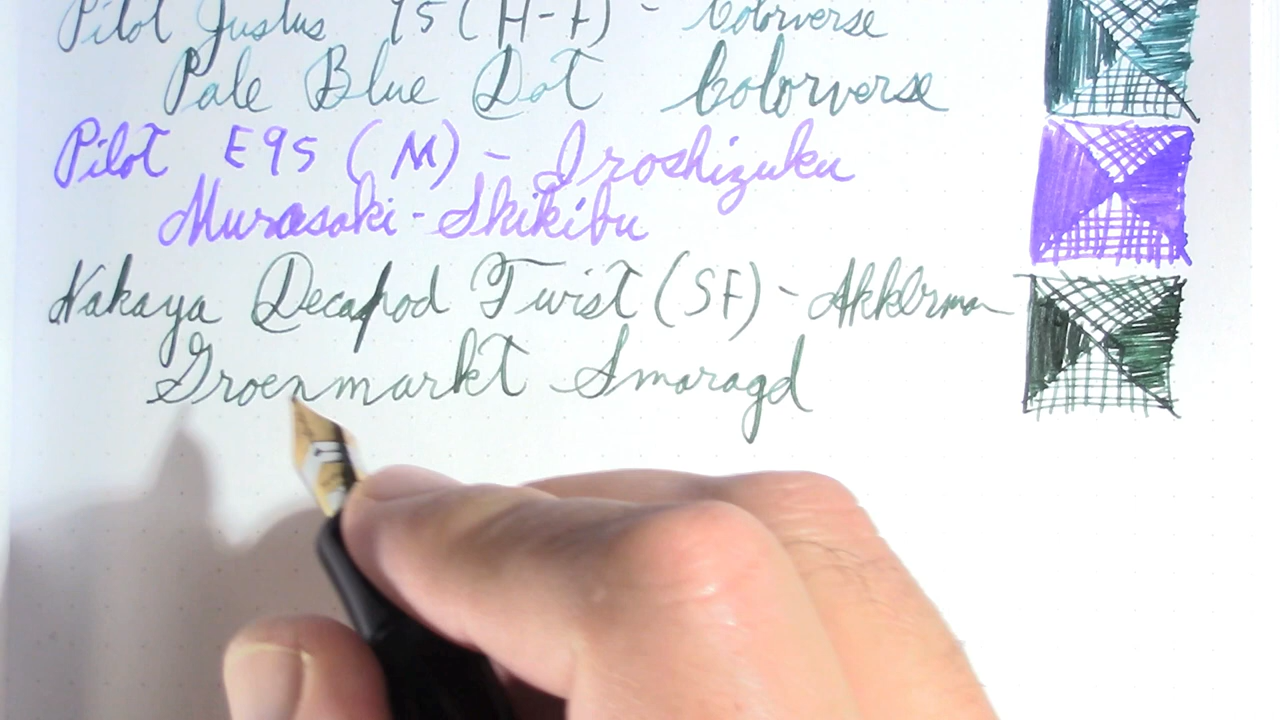 Pilot Justus 95 (H-F) - Colorverse
Pale Blue Dot Colorverse
Pilot E95 (M) - Iroshizuku
Murasaki - Shikibu
Nakaya Decapod Twist (SF) - Akkerman
Groenmarkt Smaragd